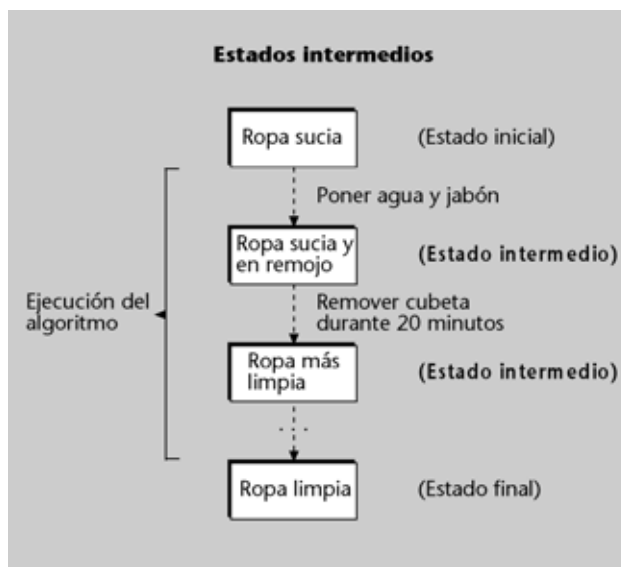 Estados intermedios
Ropa sucia
(Estado inicial)
Poner agua y jabón
Ropa sucia y
en remojo
(Estado intermedio)
Ejecución del
algoritmo
Remover cubeta
durante 20 minutos
Ropa más
limpia
(Estado intermedio)
...
Ropa limpia
(Estado final)